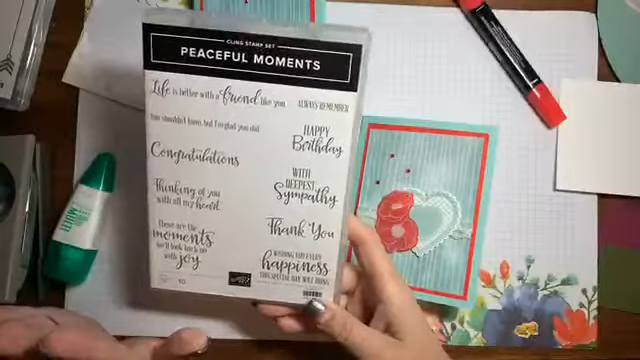 CLING STAMP SET
PEACEFUL MOMENTS
Life is better with a friend like you
ALWAYS REMEMBER
You shouldn't have, but I'm glad you did.
HAPPY
Birthday
Congratulations
WITH
DEEPEST
Sympathy
Thinking of you
with all my heart
Thank You
These are the
moments
we'll look back on
with joy
WISHING YOU EVERY
happiness
THIS SPECIAL DAY WILL BRING
10